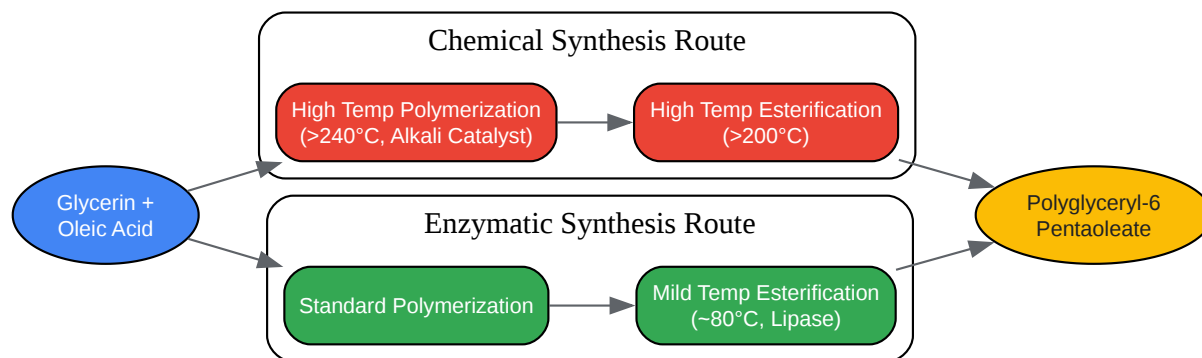 Chemical Synthesis Route
High Temp Polymerization
(>240°C, Alkali Catalyst)
High Temp Esterification
(>200°C)
Glycerin +
Oleic Acid
Polyglyceryl-6
Pentaoleate
Enzymatic Synthesis Route
Standard Polymerization
Mild Temp Esterification
(~80°C, Lipase)